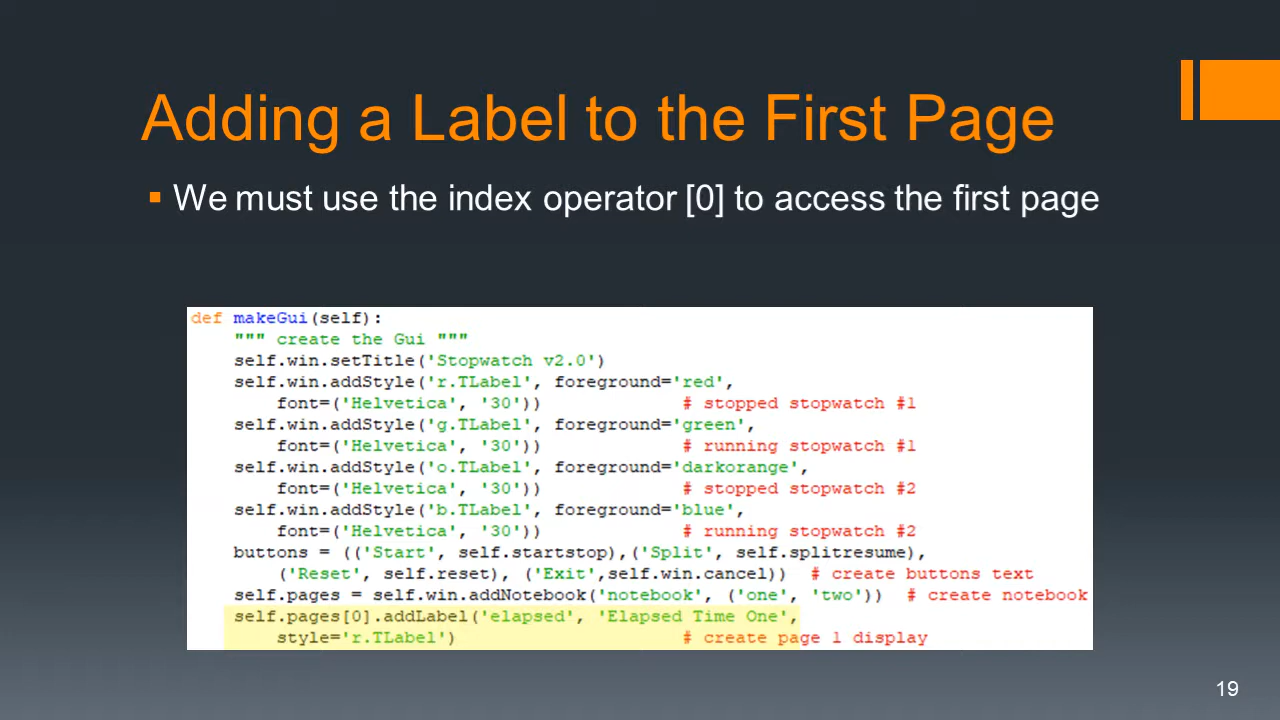 Adding a Label to the First Page
▪ We must use the index operator [0] to access the first page
def makeGui(self):
    """ create the Gui """
    self.win.setTitle('Stopwatch v2.0')
    self.win.addStyle('r.TLabel', foreground='red',
        font=('Helvetica', '30'))             # stopped stopwatch #1
    self.win.addStyle('g.TLabel', foreground='green',
        font=('Helvetica', '30'))             # running stopwatch #1
    self.win.addStyle('o.TLabel', foreground='darkorange',
        font=('Helvetica', '30'))             # stopped stopwatch #2
    self.win.addStyle('b.TLabel', foreground='blue',
        font=('Helvetica', '30'))             # running stopwatch #2
    buttons = (('Start', self.startstop),('Split', self.splitresume),
        ('Reset', self.reset), ('Exit',self.win.cancel))  # create buttons text
    self.pages = self.win.addNotebook('notebook', ('one', 'two'))  # create notebook
    self.pages[0].addLabel('elapsed', 'Elapsed Time One',
        style='r.TLabel')                     # create page 1 display
19